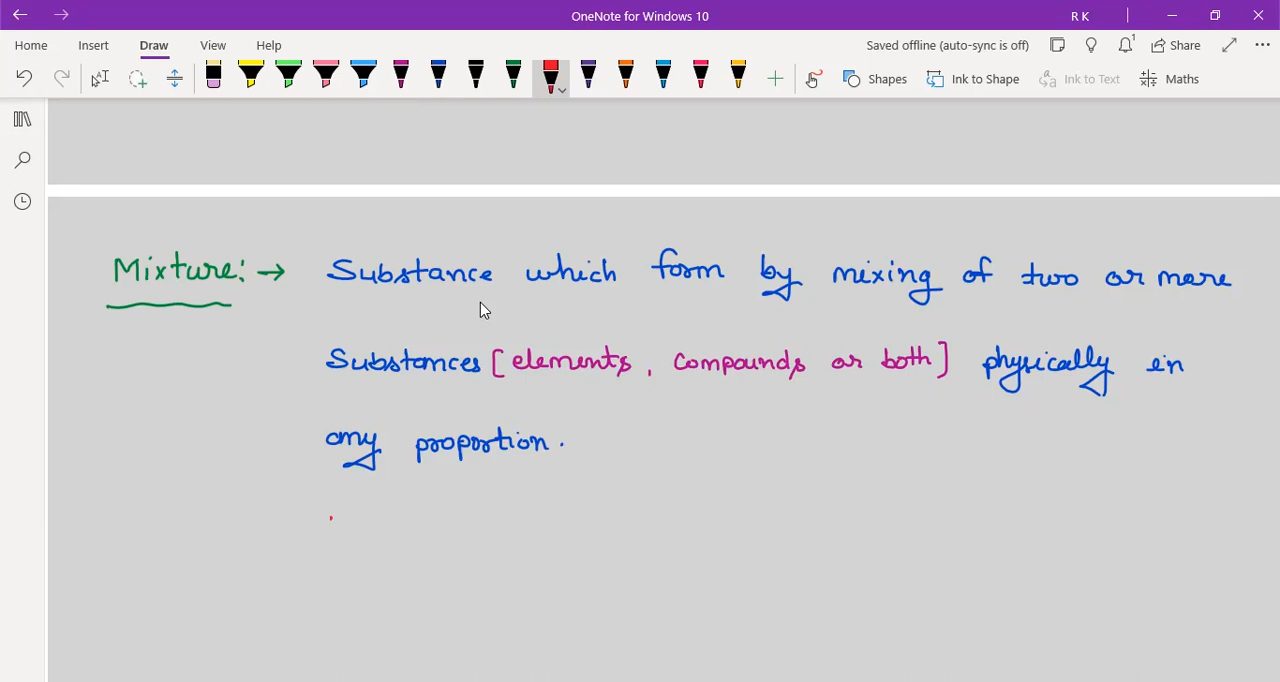 OneNote for Windows 10
R K
Home Insert Draw View Help
Saved offline (auto-sync is off) Share
Shapes Ink to Shape Ink to Text Maths
Mixture:→ Substance which form by mixing of two or more
Substances [elements, compounds or both] physically in
any proportion.